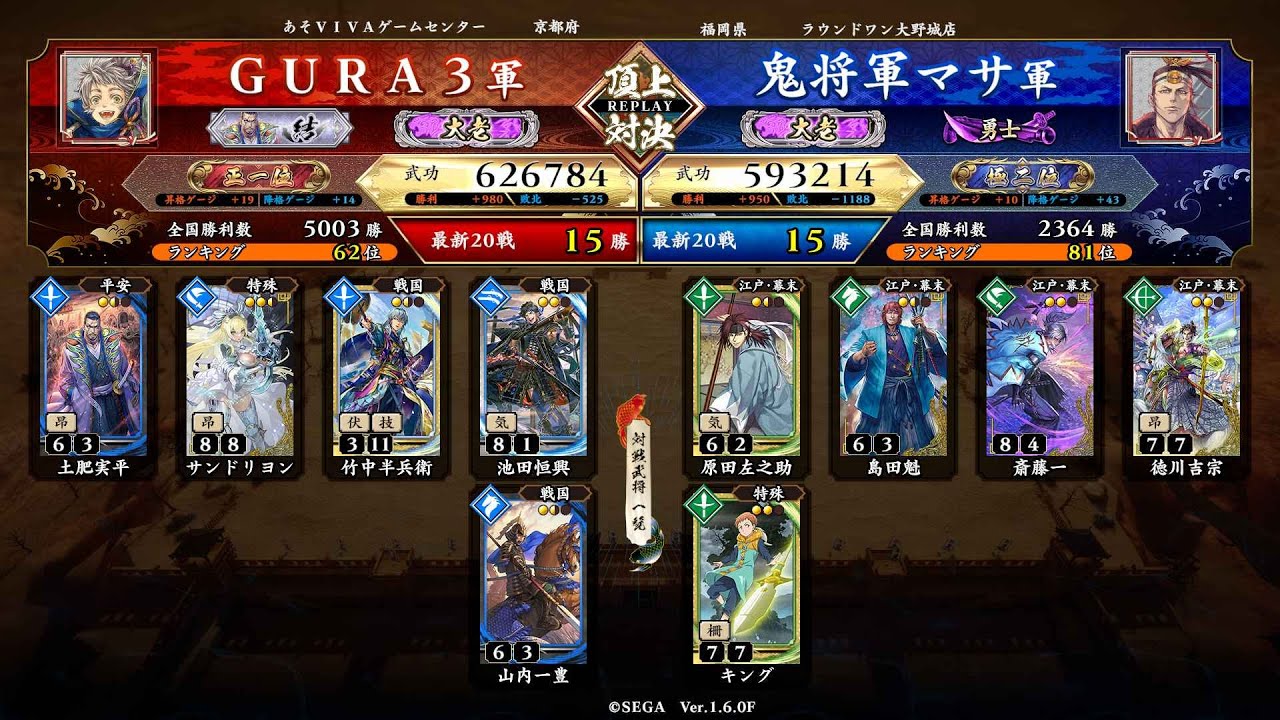 あそVIVAゲームセンター 京都府
福岡県 ラウンドワン大野城店
GURA3軍
頂上
REPLAY
対決
鬼将軍マサ軍
結
大老
大老
勇士
正一位
昇格ゲージ +19 降格ゲージ +14
武功 626784
勝利 +980 敗北 -525
武功 593214
勝利 +950 敗北 -1188
極二位
昇格ゲージ +10 降格ゲージ +43
全国勝利数 5003勝
ランキング 62位
最新20戦 15勝
最新20戦 15勝
全国勝利数 2364勝
ランキング 81位
平安
昴
6 3
土肥実平
特殊
昴
8 8
サンドリヨン
戦国
伏 技
3 11
竹中半兵衛
戦国
気
8 1
池田恒興
対戦武将一覧
江戸・幕末
気
6 2
原田左之助
江戸・幕末
6 3
島田魁
江戸・幕末
8 4
斎藤一
江戸・幕末
昴
7 7
徳川吉宗
戦国
6 3
山内一豊
特殊
柵
7 7
キング
©SEGA Ver.1.6.0F